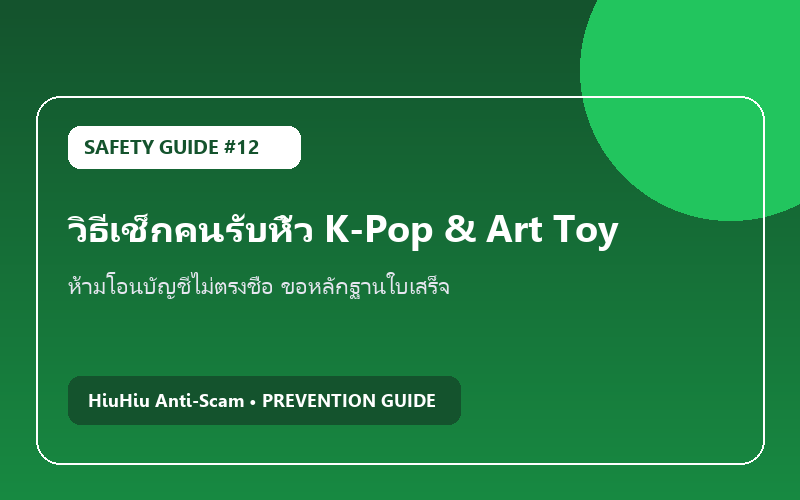 SAFETY GUIDE #12
วิธีเช็กคนรับหิ้ว K-Pop & Art Toy
ห้ามโอนบัญชีไม่ตรงชื่อ ขอหลักฐานใบเสร็จ
HiuHiu Anti-Scam • PREVENTION GUIDE